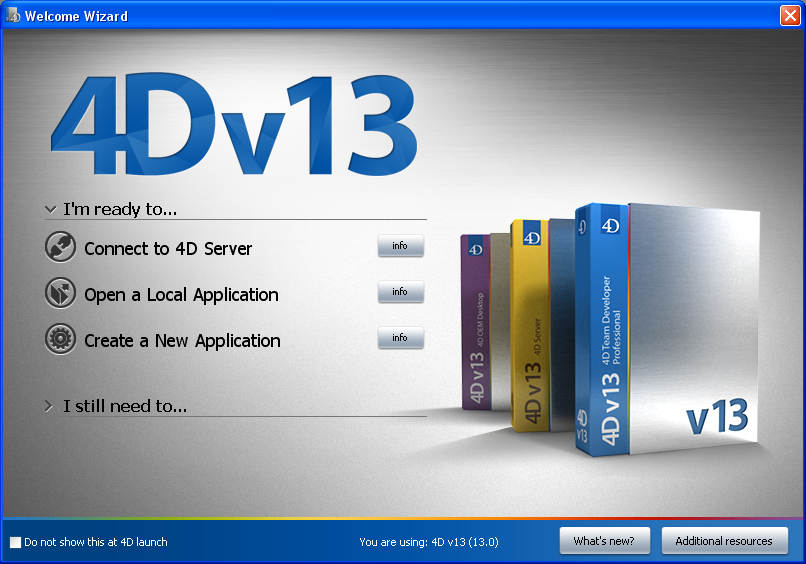 Welcome Wizard
4Dv13
I'm ready to...
Connect to 4D Server
info
Open a Local Application
info
Create a New Application
info
I still need to...
4D
4D v13 4D OEM Desktop
4D
4D v13 4D Server
4D
4D
v13
4D
4D v13 4D Team Developer
Professional
v13
Do not show this at 4D launch
You are using: 4D v13 (13.0)
What's new?
Additional resources